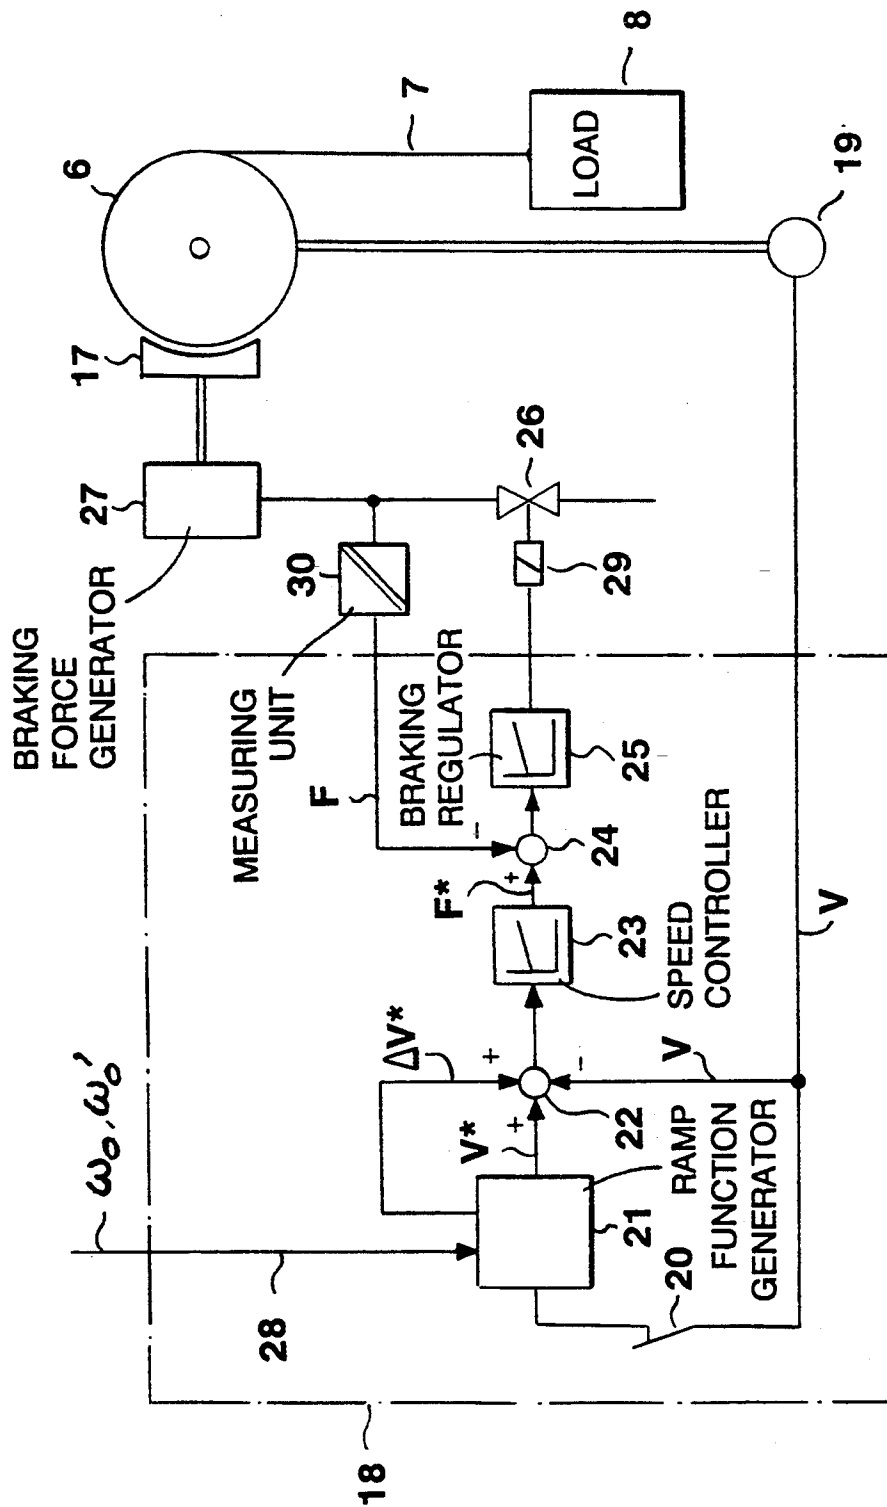 BRAKING
FORCE
GENERATOR
27
17
6
7
LOAD
8
MEASURING
UNIT
30
26
29
19
18
28
ω₀, ω₀'
F
BRAKING
REGULATOR
25
24
F*
+
−
23
SPEED
CONTROLLER
ΔV*
+
V*
+
−
22
V
V
21
RAMP
FUNCTION
GENERATOR
20